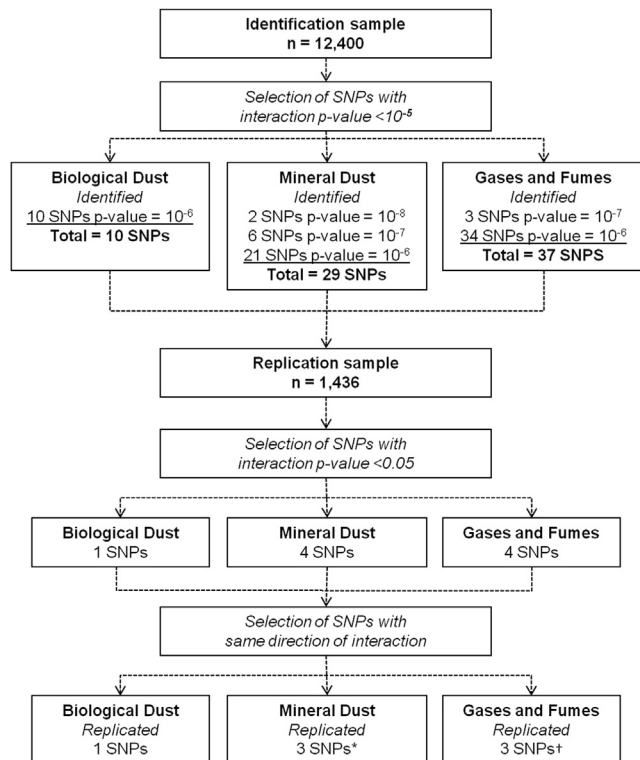 Identification sample
n = 12,400
Selection of SNPs with
interaction p-value <10⁻⁵
Biological Dust
Identified
10 SNPs p-value = 10⁻⁶
Total = 10 SNPs
Mineral Dust
Identified
2 SNPs p-value = 10⁻⁸
6 SNPs p-value = 10⁻⁷
21 SNPs p-value = 10⁻⁶
Total = 29 SNPs
Gases and Fumes
Identified
3 SNPs p-value = 10⁻⁷
34 SNPs p-value = 10⁻⁶
Total = 37 SNPS
Replication sample
n = 1,436
Selection of SNPs with
interaction p-value <0.05
Biological Dust
1 SNPs
Mineral Dust
4 SNPs
Gases and Fumes
4 SNPs
Selection of SNPs with
same direction of interaction
Biological Dust
Replicated
1 SNPs
Mineral Dust
Replicated
3 SNPs*
Gases and Fumes
Replicated
3 SNPs†